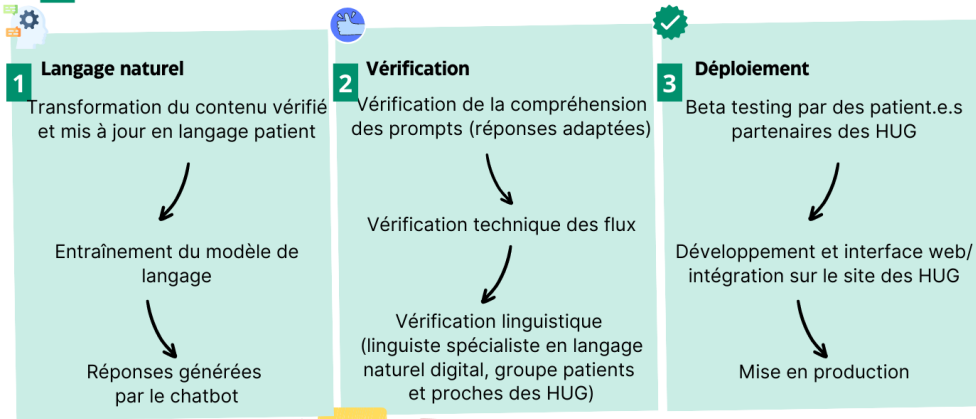 1
Langage naturel
Transformation du contenu vérifié
et mis à jour en langage patient
Entraînement du modèle de
langage
Réponses générées
par le chatbot
2
Vérification
Vérification de la compréhension
des prompts (réponses adaptées)
Vérification technique des flux
Vérification linguistique
(linguiste spécialiste en langage
naturel digital, groupe patients
et proches des HUG)
3
Déploiement
Beta testing par des patient.e.s
partenaires des HUG
Développement et interface web/
intégration sur le site des HUG
Mise en production